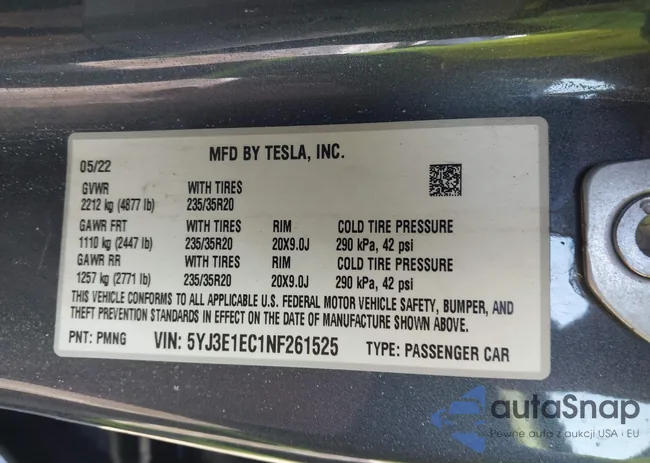 MFD BY TESLA, INC.
05/22
GVWR WITH TIRES
2212 kg (4877 lb) 235/35R20
GAWR FRT WITH TIRES RIM COLD TIRE PRESSURE
1110 kg (2447 lb) 235/35R20 20X9.0J 290 kPa, 42 psi
GAWR RR WITH TIRES RIM COLD TIRE PRESSURE
1257 kg (2771 lb) 235/35R20 20X9.0J 290 kPa, 42 psi
THIS VEHICLE CONFORMS TO ALL APPLICABLE U.S. FEDERAL MOTOR VEHICLE SAFETY, BUMPER, AND
THEFT PREVENTION STANDARDS IN EFFECT ON THE DATE OF MANUFACTURE SHOWN ABOVE.
PNT: PMNG VIN: 5YJ3E1EC1NF261525 TYPE: PASSENGER CAR
autaSnap
Pewne auta z aukcji USA i EU